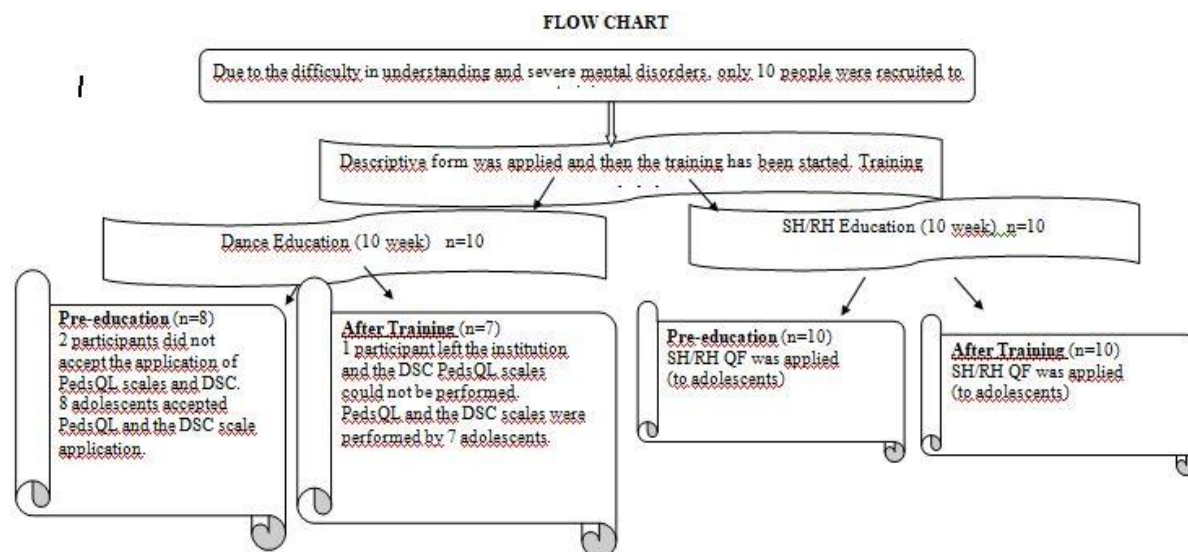 FLOW CHART
Due to the difficulty in understanding and severe mental disorders, only 10 people were recruited to
Descriptive form was applied and then the training has been started. Training
Dance Education (10 week) n=10
SH/RH Education (10 week) n=10
Pre-education (n=8)
2 participants did not
accept the application of
PedsQL scales and DSC.
8 adolescents accepted
PedsQL and the DSC scale
application.
After Training (n=7)
1 participant left the institution
and the DSC PedsQL scales
could not be performed.
PedsQL and the DSC scales were
performed by 7 adolescents.
Pre-education (n=10)
SH/RH QF was applied
(to adolescents)
After Training (n=10)
SH/RH QF was applied
(to adolescents)